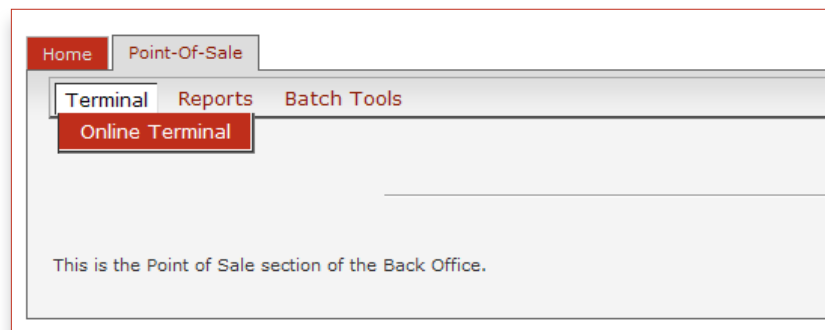 Home Point-Of-Sale
Terminal Reports Batch Tools
Online Terminal
This is the Point of Sale section of the Back Office.